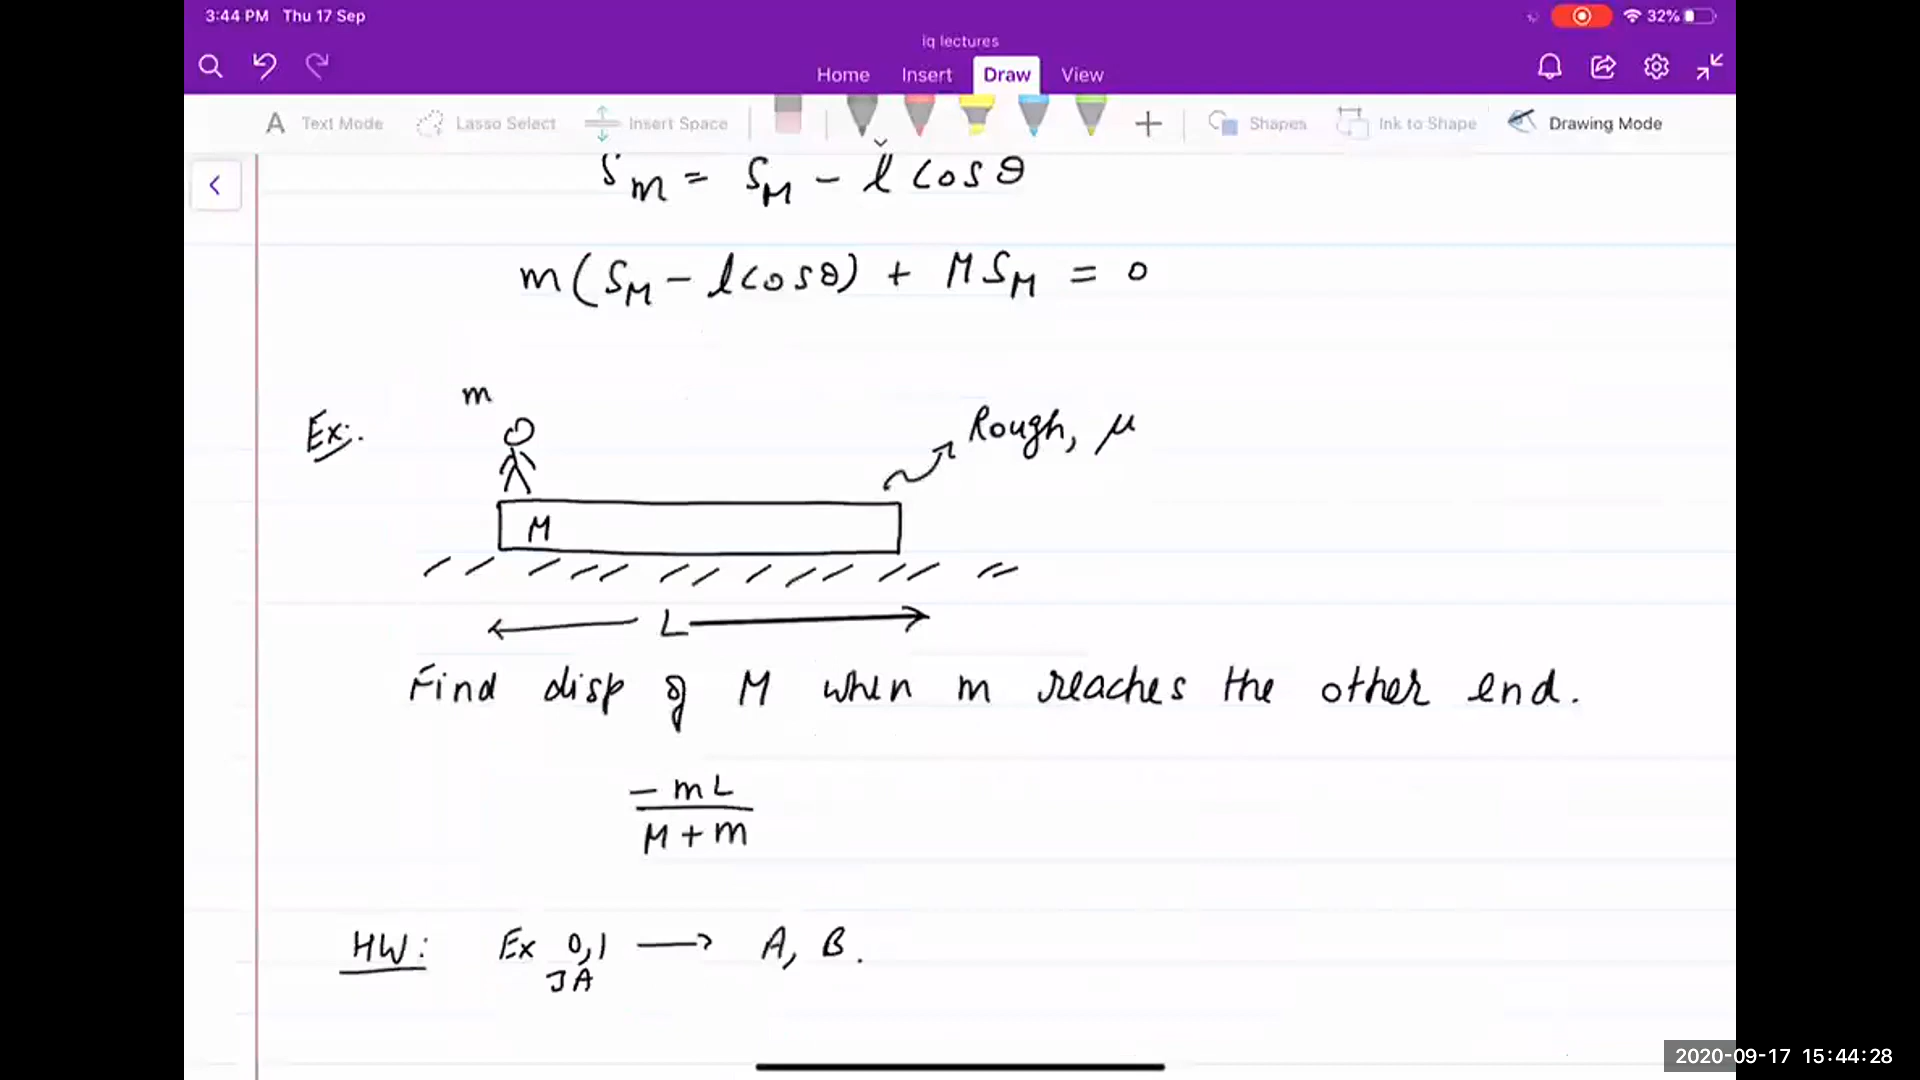 3:44 PM Thu 17 Sep
32%
iq lectures
Home Insert Draw View
Text Mode Lasso Select Insert Space Shapes Ink to Shape Drawing Mode
S_m = S_M - l cos θ
m(S_M - l cos θ) + M S_M = 0
m
Ex:.
Rough, μ
M
L
Find disp of M when m reaches the other end.
-mL
M + m
HW: Ex 0,1 → A, B.
JA
2020-09-17 15:44:28